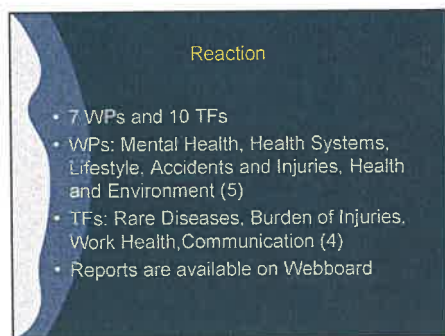 Reaction
• 7 WPs and 10 TFs
• WPs: Mental Health, Health Systems,
Lifestyle, Accidents and Injuries, Health
and Environment (5)
• TFs: Rare Diseases, Burden of Injuries,
Work Health,Communication (4)
• Reports are available on Webboard